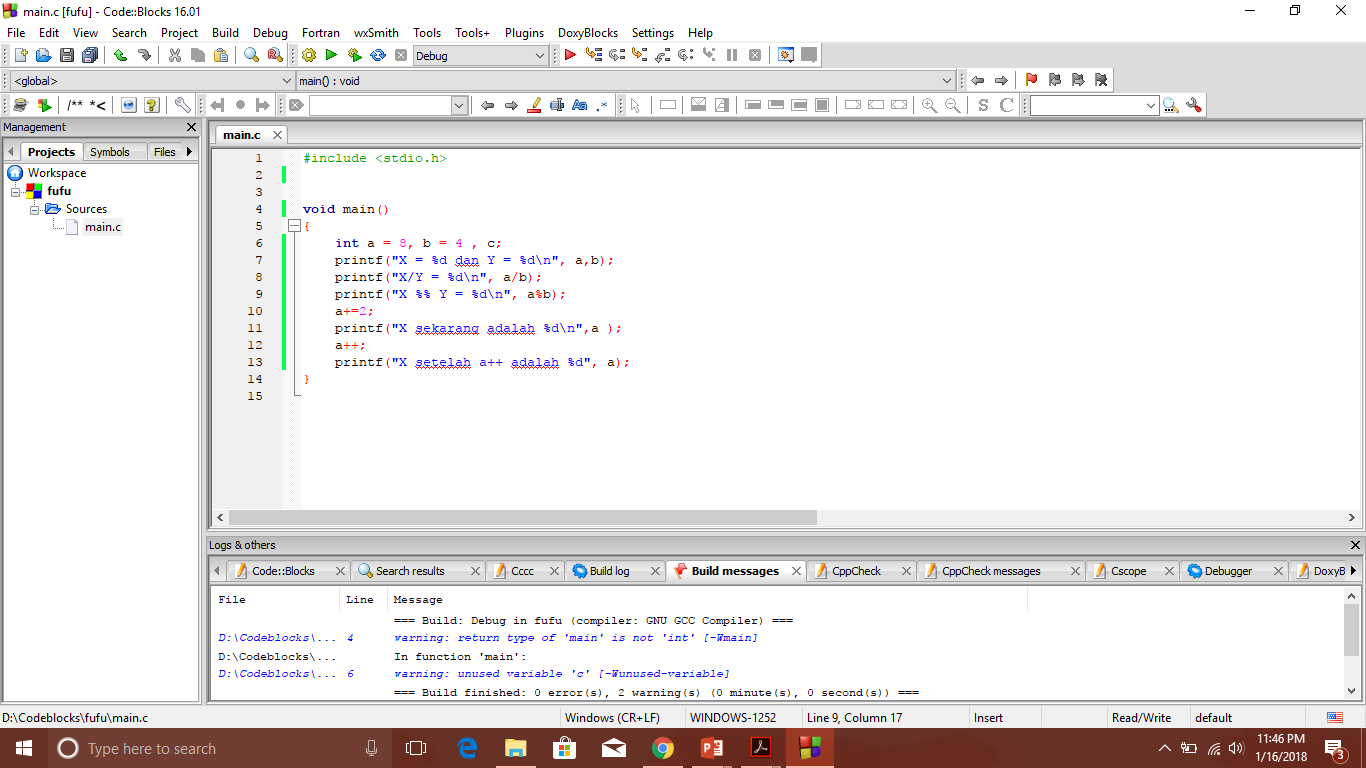 main.c [fufu] - Code::Blocks 16.01
File Edit View Search Project Build Debug Fortran wxSmith Tools Tools+ Plugins DoxyBlocks Settings Help
Debug
<global> main() : void
/** *<
Aa .*
S C
Management
Projects Symbols Files
Workspace
fufu
Sources
main.c
main.c
1 #include <stdio.h>
2
3
4 void main()
5 {
6 int a = 8, b = 4 , c;
7 printf("X = %d dan Y = %d\n", a,b);
8 printf("X/Y = %d\n", a/b);
9 printf("X %% Y = %d\n", a%b);
10 a+=2;
11 printf("X sekarang adalah %d\n",a );
12 a++;
13 printf("X setelah a++ adalah %d", a);
14 }
15
Logs & others
Code::Blocks Search results Cccc Build log Build messages CppCheck CppCheck messages Cscope Debugger DoxyB
File Line Message
=== Build: Debug in fufu (compiler: GNU GCC Compiler) ===
D:\Codeblocks\... 4 warning: return type of 'main' is not 'int' [-Wmain]
D:\Codeblocks\... In function 'main':
D:\Codeblocks\... 6 warning: unused variable 'c' [-Wunused-variable]
=== Build finished: 0 error(s), 2 warning(s) (0 minute(s), 0 second(s)) ===
D:\Codeblocks\fufu\main.c Windows (CR+LF) WINDOWS-1252 Line 9, Column 17 Insert Read/Write default
Type here to search
11:46 PM
1/16/2018
3